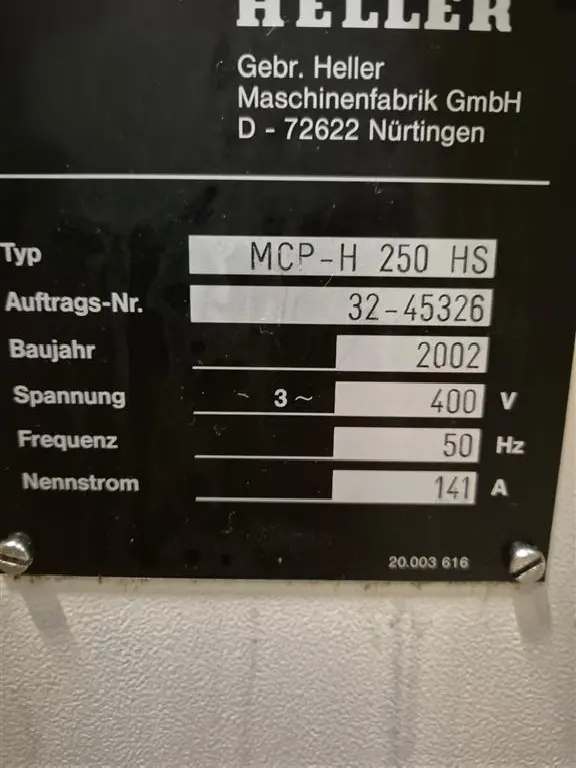 HELLER
Gebr. Heller
Maschinenfabrik GmbH
D - 72622 Nürtingen
Typ MCP-H 250 HS
Auftrags-Nr. 32-45326
Baujahr 2002
Spannung 3 ~ 400 V
Frequenz 50 Hz
Nennstrom 141 A
20.003 616